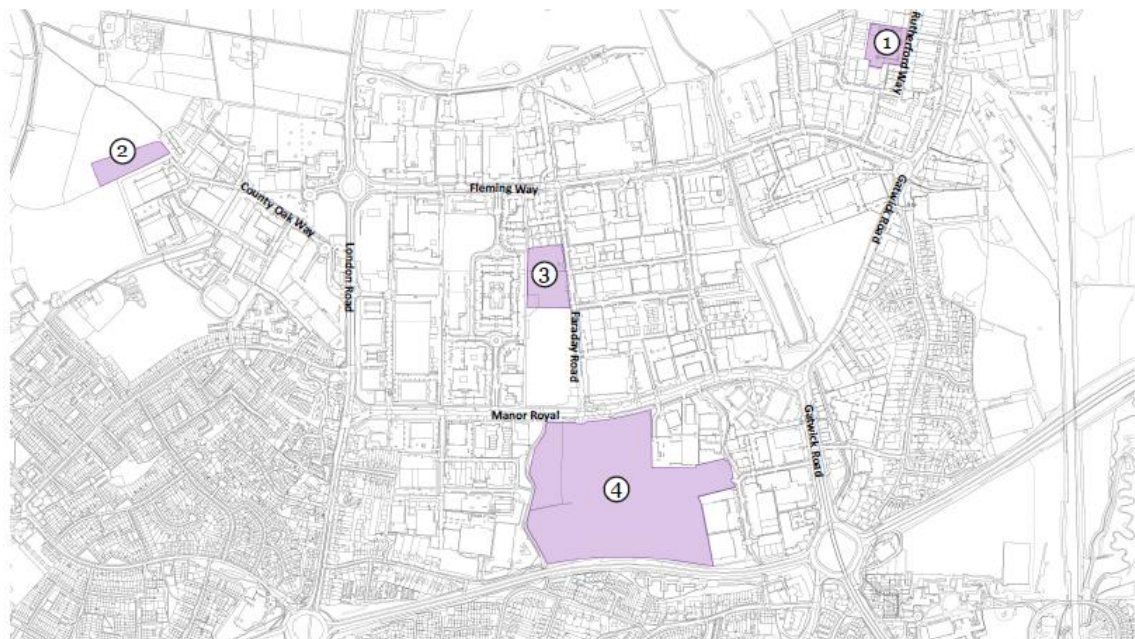 1
Rutherford Way
2
Fleming Way
County Oak Way
Gatwick Road
London Road
3
Faraday Road
Manor Royal
Gatwick Road
4